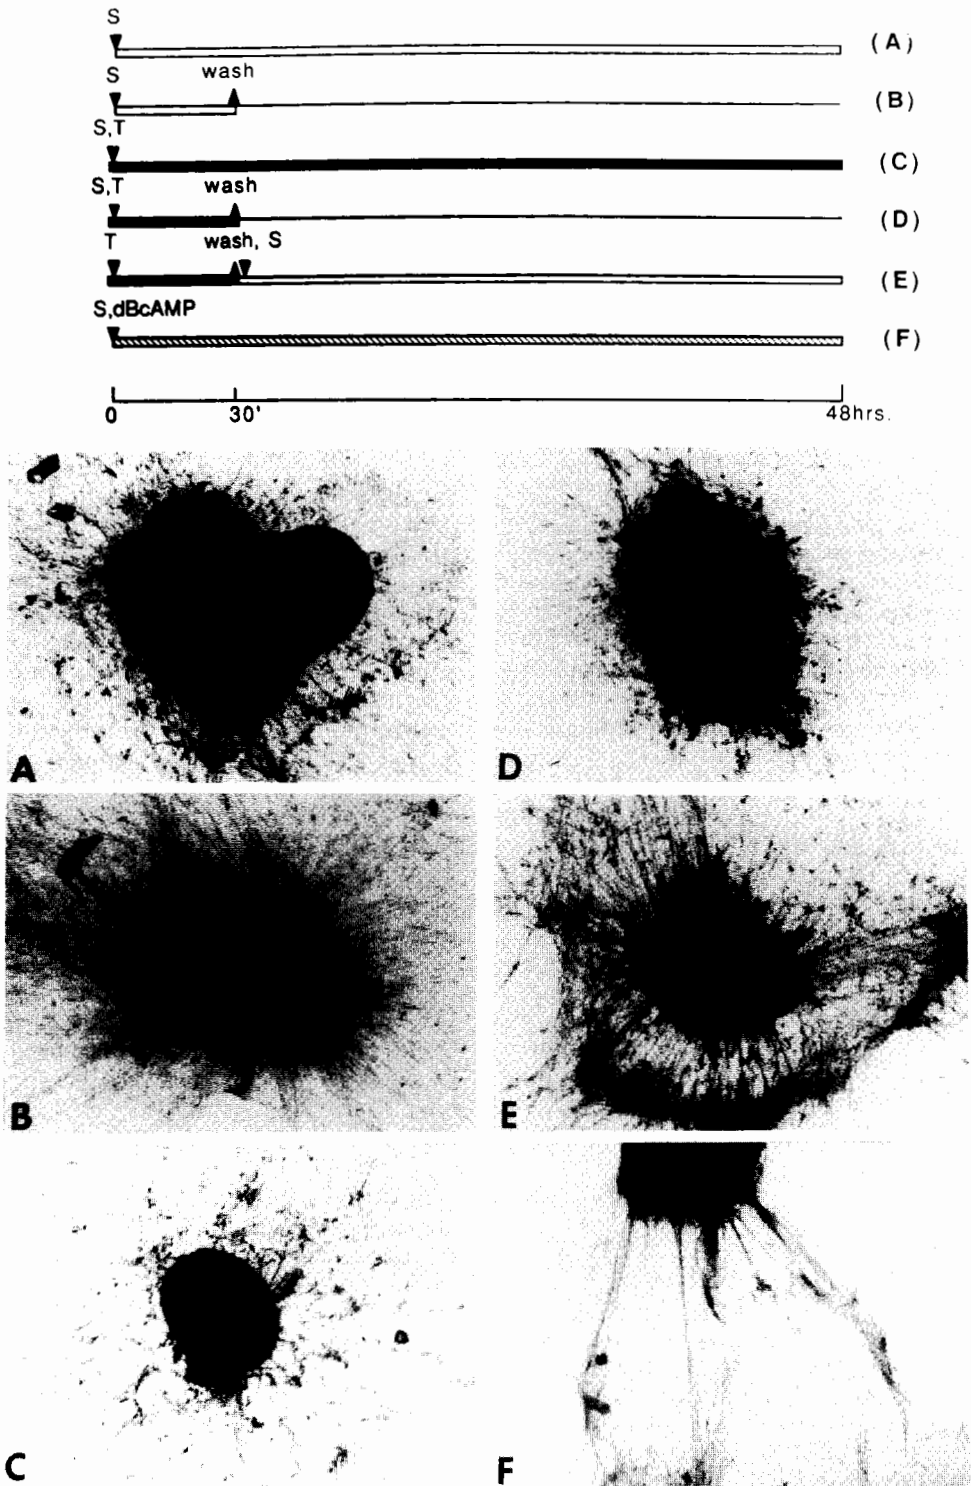 S
(A)
S wash
(B)
S,T
(C)
S,T wash
(D)
T wash, S
(E)
S,dBcAMP
(F)
0 30' 48hrs.
A
D
B
E
C
F